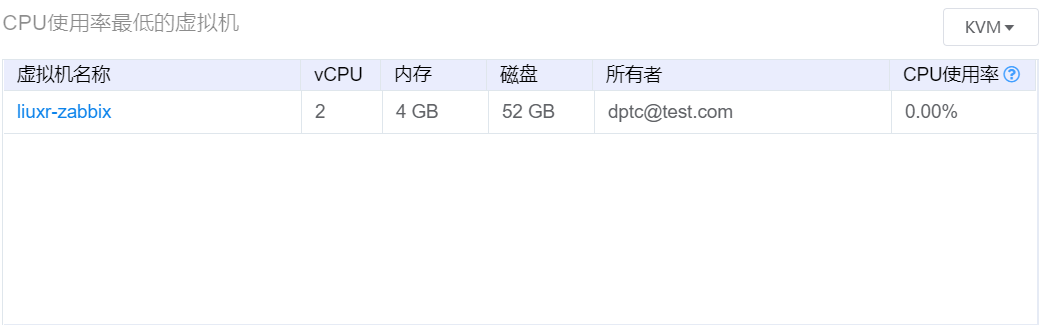 CPU使用率最低的虚拟机
KVM
虚拟机名称 vCPU 内存 磁盘 所有者 CPU使用率
liuxr-zabbix 2 4 GB 52 GB dptc@test.com 0.00%